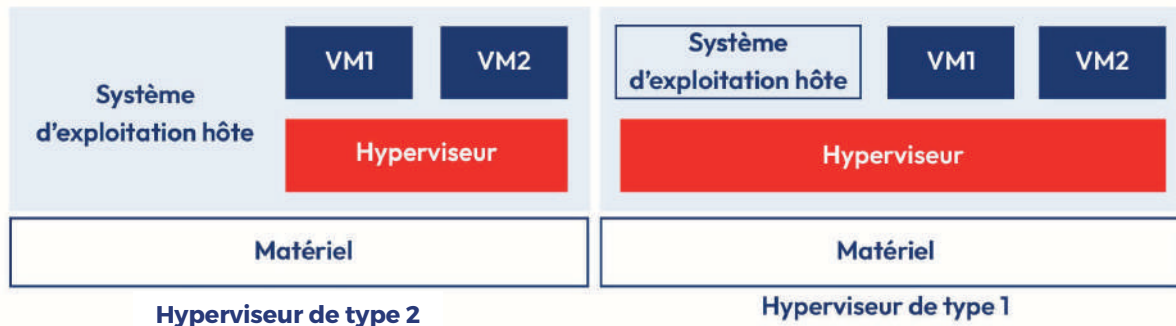 VM1
VM2
Système
d'exploitation hôte
Hyperviseur
Matériel
Hyperviseur de type 2
Système
d'exploitation hôte
VM1
VM2
Hyperviseur
Matériel
Hyperviseur de type 1